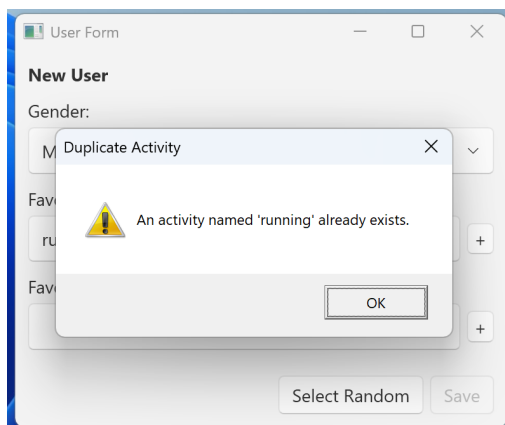 User Form
New User
Gender:
M
Duplicate Activity
Fav
An activity named 'running' already exists.
ru
+
Fav
OK
+
Select Random
Save